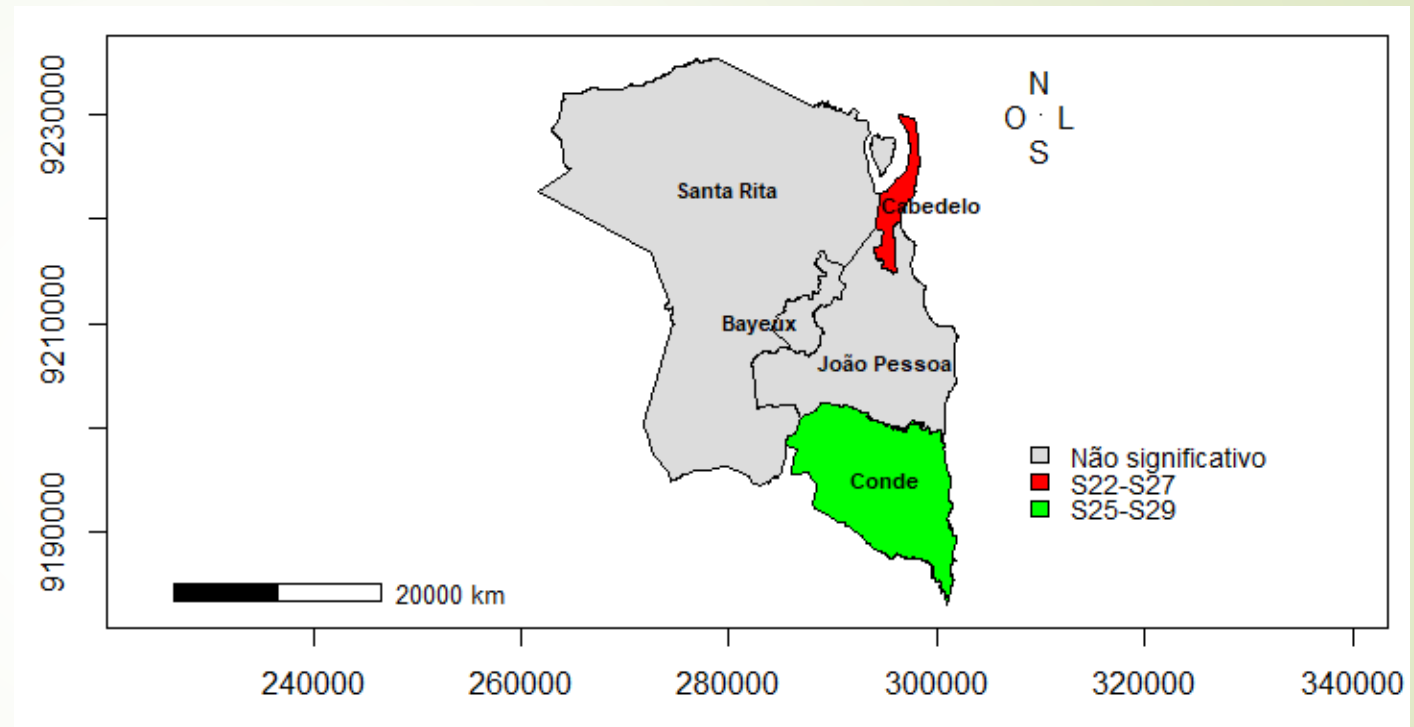 9230000
9210000
9190000
N
O · L
S
Santa Rita
Cabedelo
Bayeux
João Pessoa
Conde
Não significativo
S22-S27
S25-S29
20000 km
240000 260000 280000 300000 320000 340000